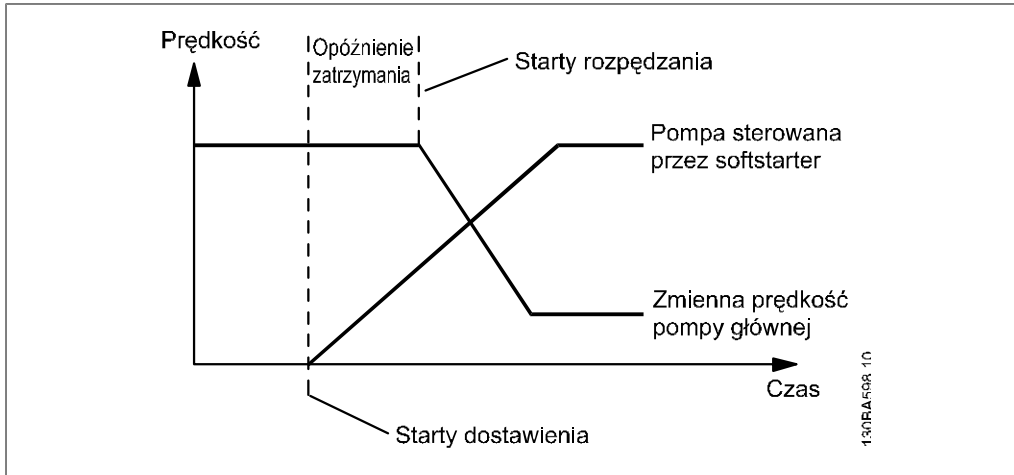 Prędkość
Opóźnienie
zatrzymania
Starty rozpędzania
Pompa sterowana
przez softstarter
Zmienna prędkość
pompy głównej
Czas
Starty dostawienia
130BA598.10